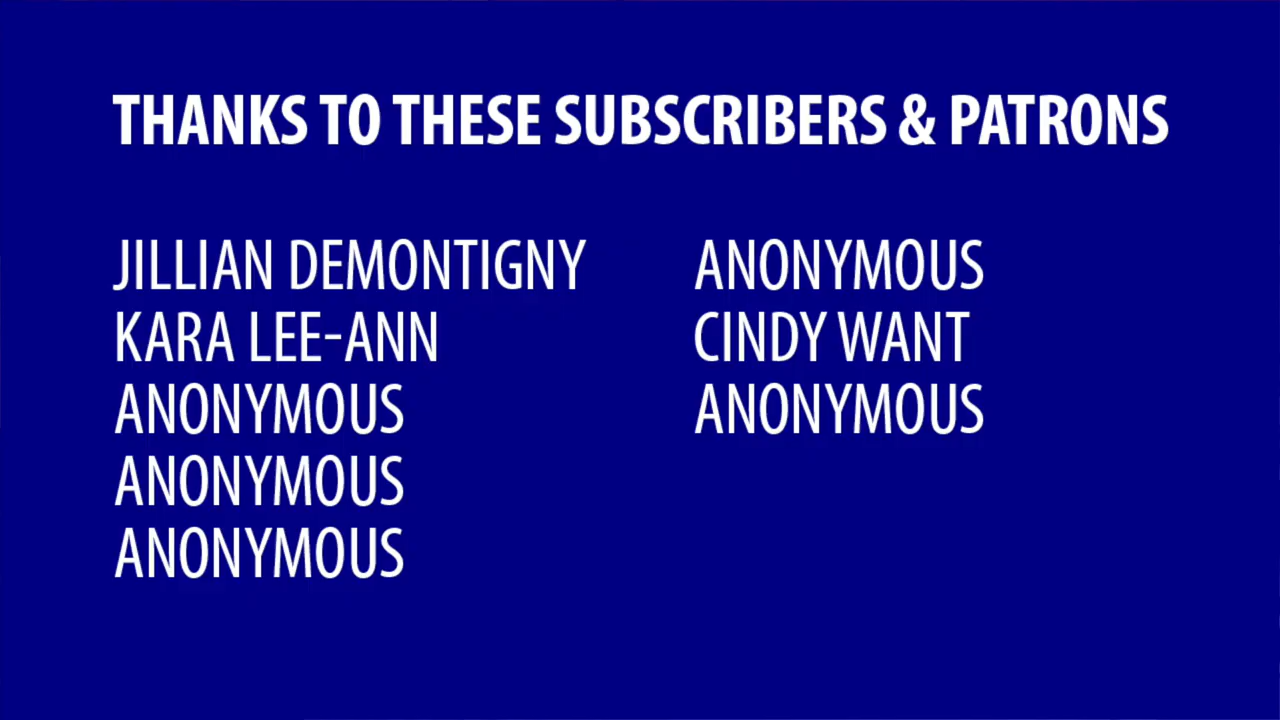 THANKS TO THESE SUBSCRIBERS & PATRONS
JILLIAN DEMONTIGNY
KARA LEE-ANN
ANONYMOUS
ANONYMOUS
ANONYMOUS
ANONYMOUS
CINDY WANT
ANONYMOUS